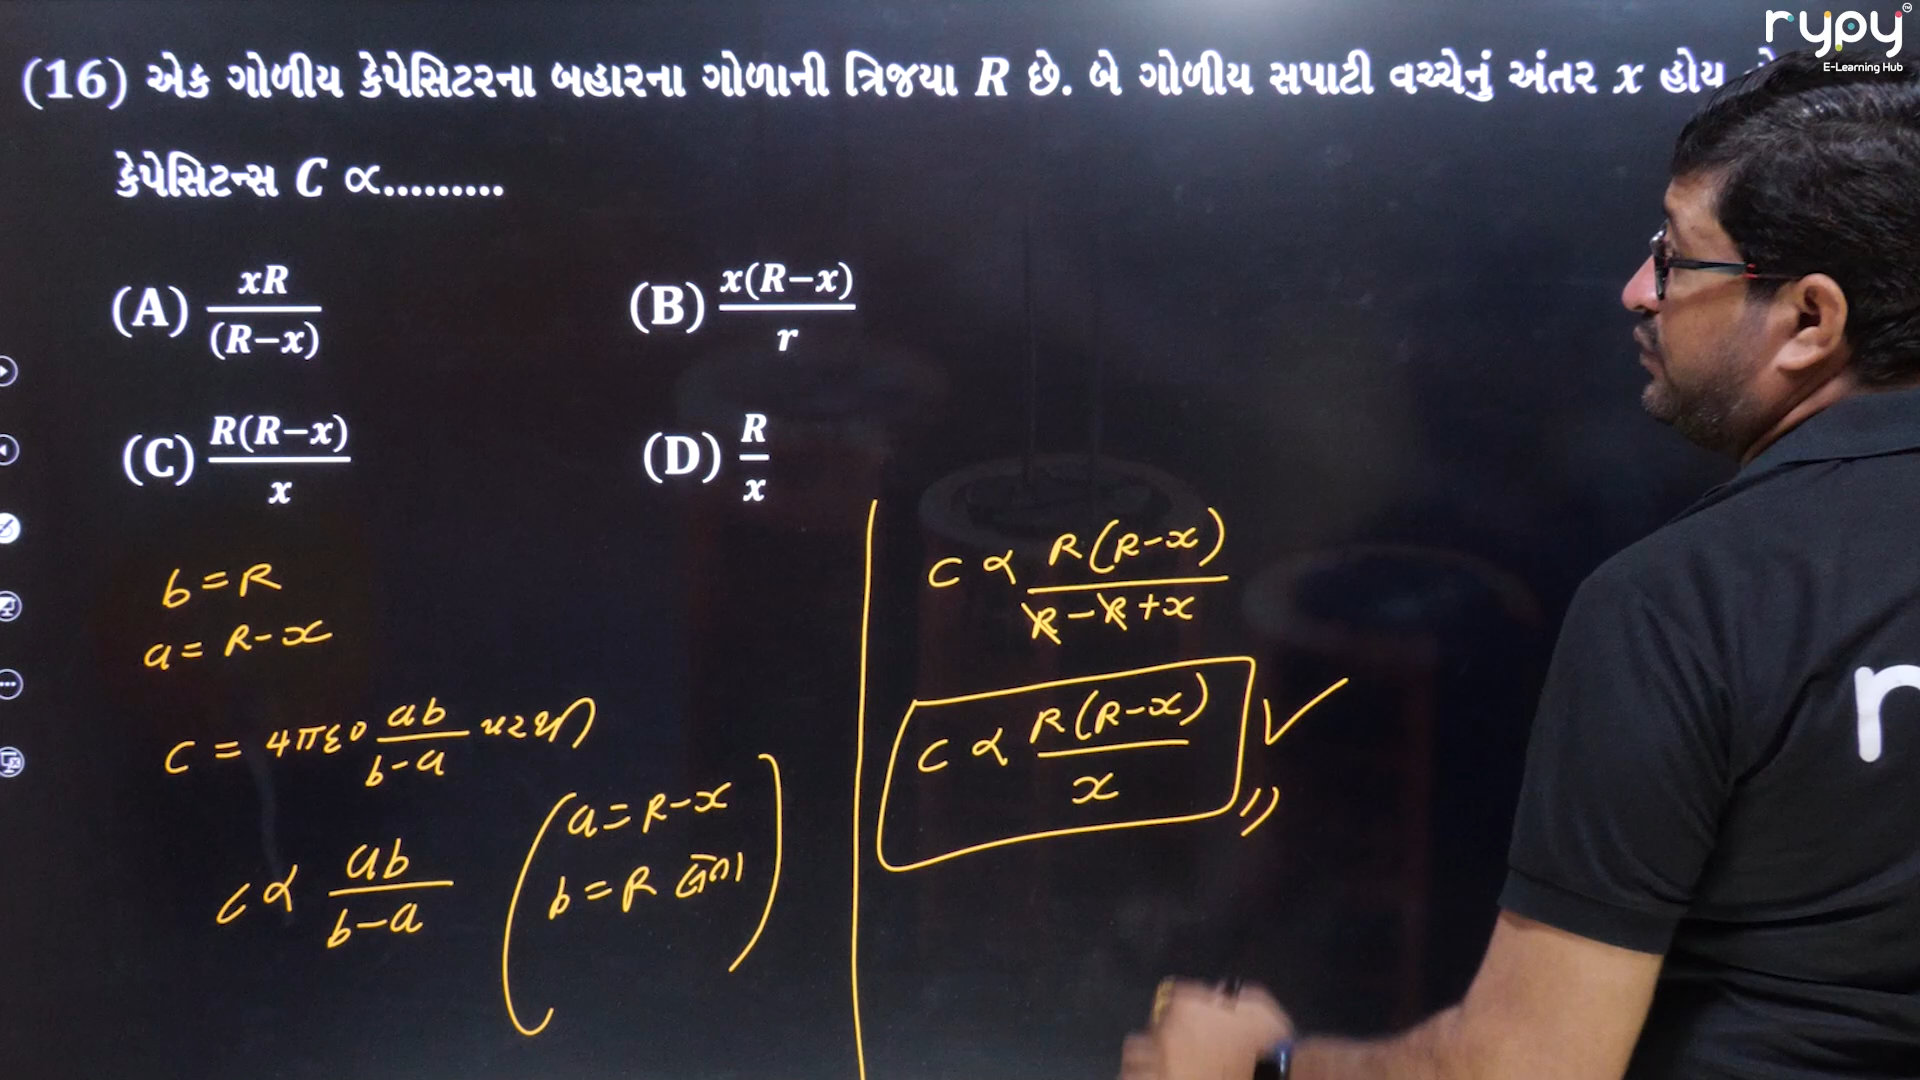 rypy
E-Learning Hub
(16) એક ગોળીય કેપેસિટરના બહારના ગોળાની ત્રિજયા R છે. બે ગોળીય સપાટી વચ્ચેનું અંતર x હોય
કેપેસિટન્સ C ∝.........
(A) xR/(R-x)
(B) x(R-x)/r
(C) R(R-x)/x
(D) R/x
b = R
a = R-x
C = 4πε0 ab/b-a પરથી
C ∝ ab/b-a
(a = R-x
b = R લેતા)
C ∝ R(R-x)/R-R+x
C ∝ R(R-x)/x